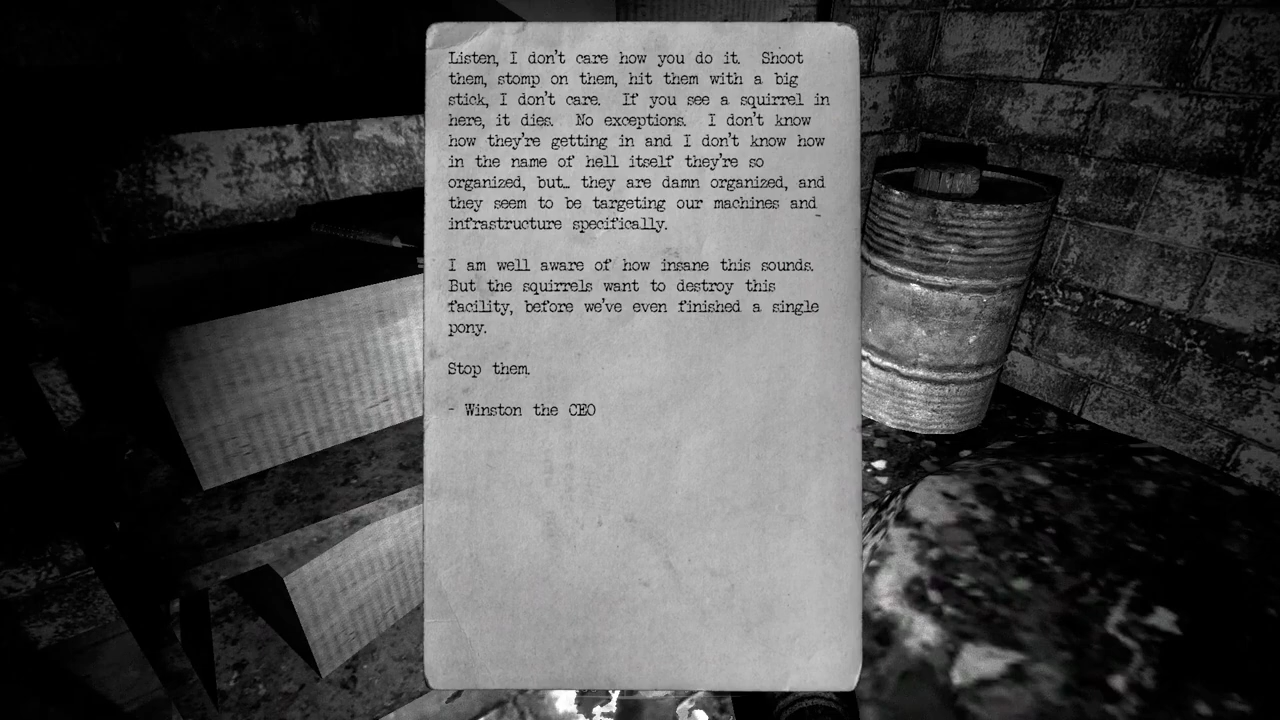 Listen, I don't care how you do it.  Shoot
them, stomp on them, hit them with a big
stick, I don't care.  If you see a squirrel in
here, it dies.  No exceptions.  I don't know
how they're getting in and I don't know how
in the name of hell itself they're so
organized, but... they are damn organized, and
they seem to be targeting our machines and
infrastructure specifically.
I am well aware of how insane this sounds.
But the squirrels want to destroy this
facility, before we've even finished a single
pony.
Stop them.
- Winston the CEO